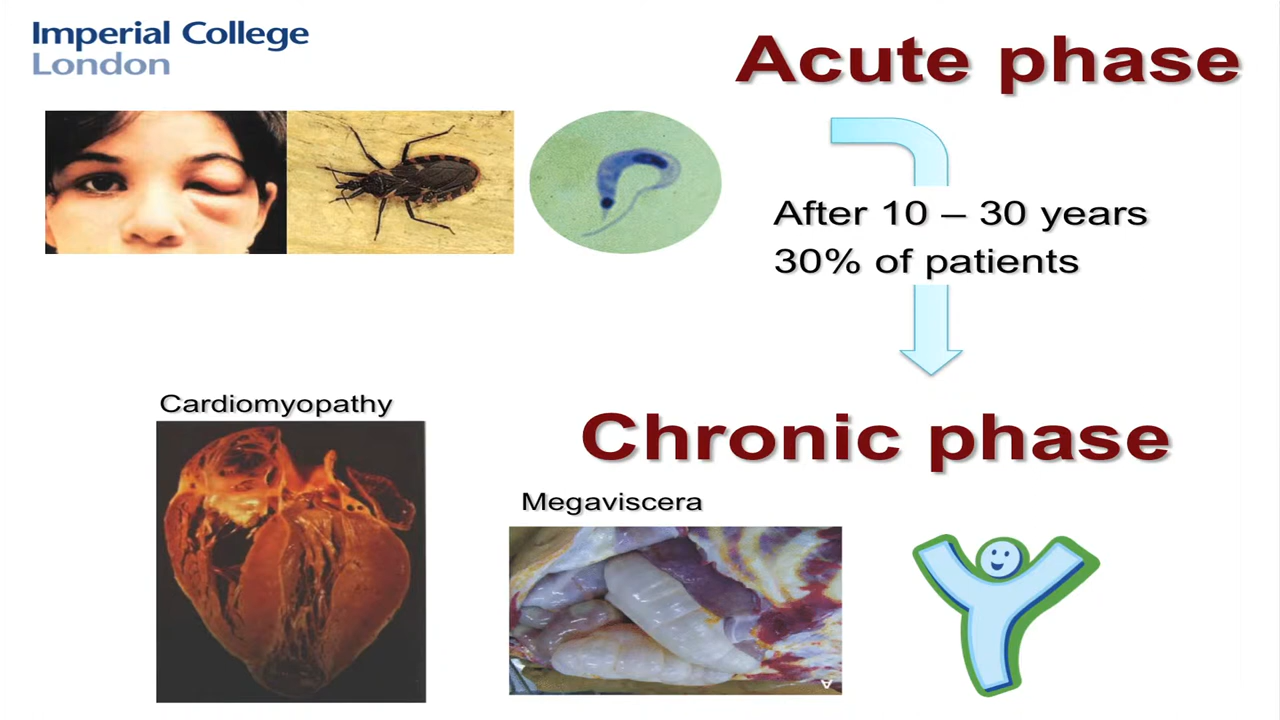 Imperial College
London
Acute phase
After 10 – 30 years
30% of patients
Cardiomyopathy
Chronic phase
Megaviscera
A